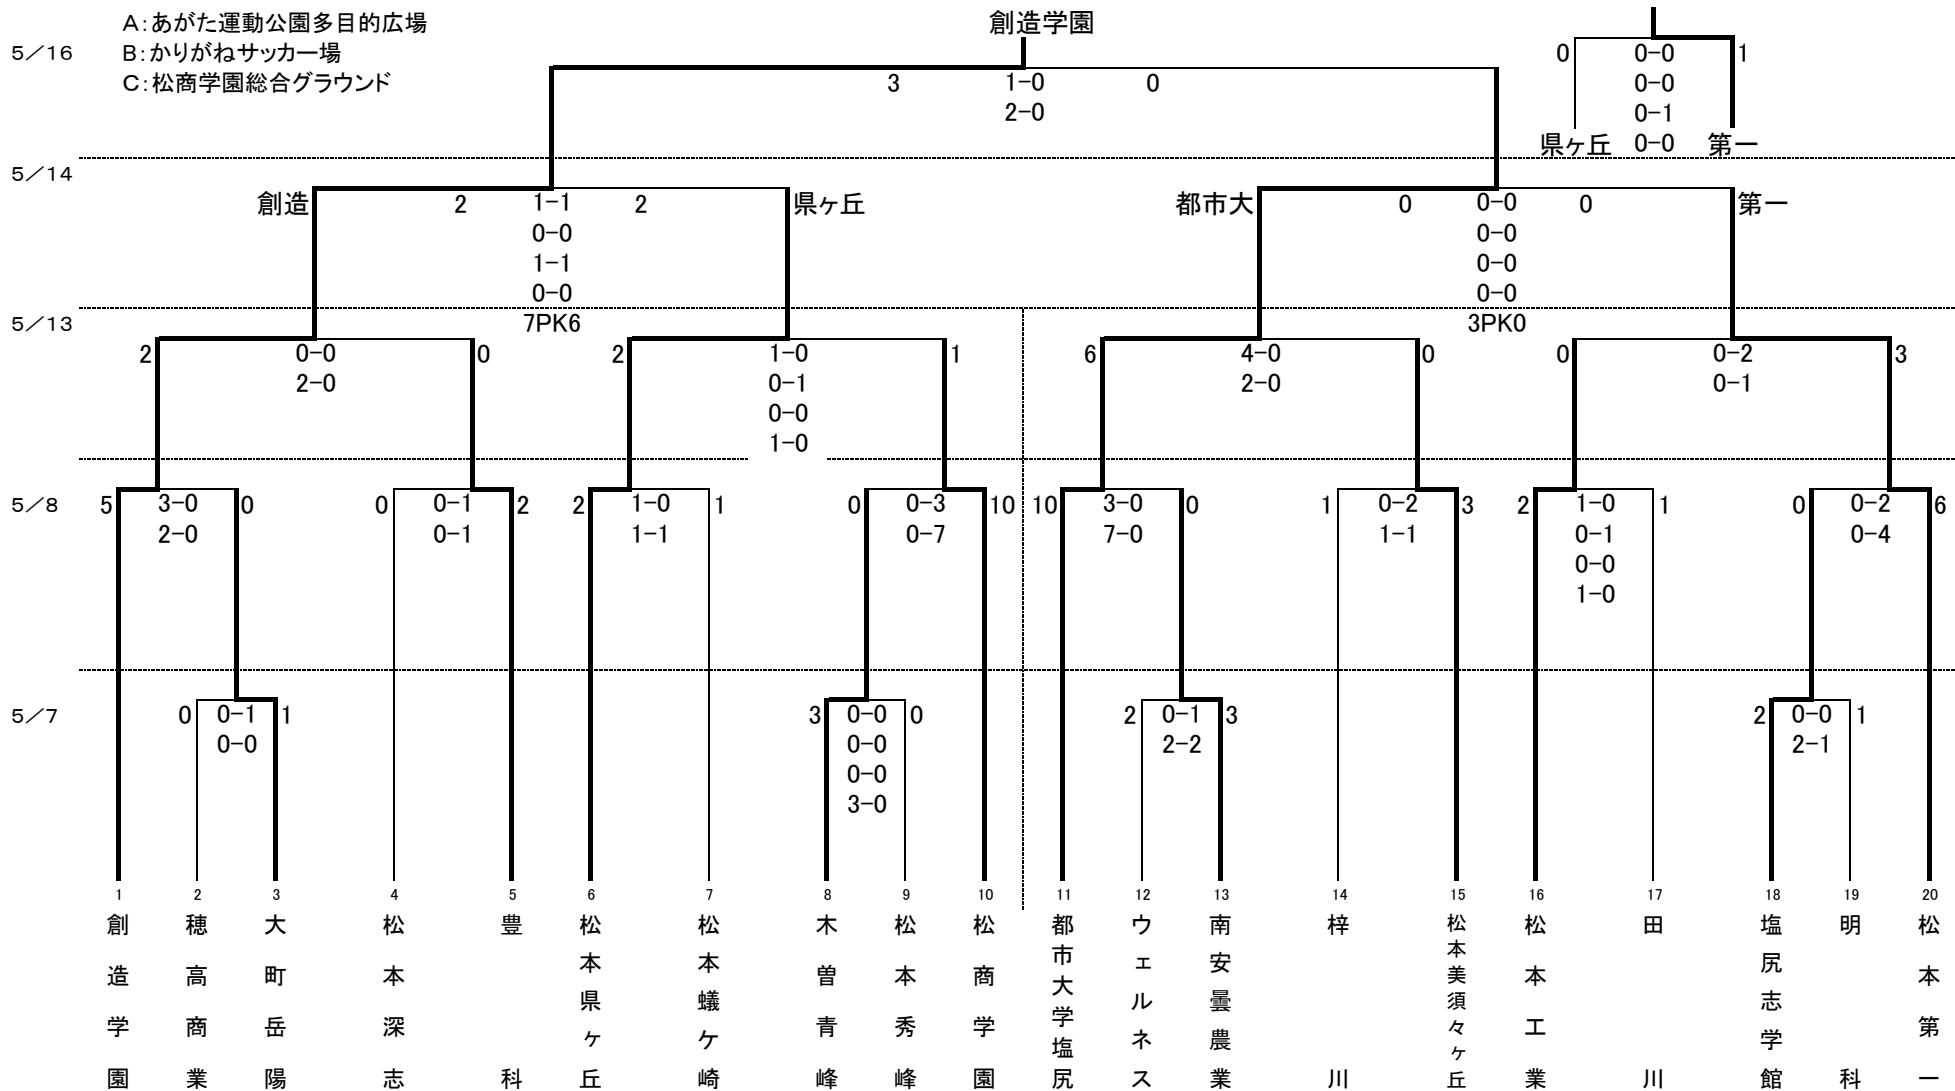 A:あがた運動公園多目的広場
創造学園
5/16
B:かりがねサッカー場
0 0-0 1
C:松商学園総合グラウンド
3 1-0 0
0-0
2-0
0-1
県ヶ丘 0-0 第一
5/14
創造 2 1-1 2 県ヶ丘
都市大 0 0-0 0 第一
0-0 0-0
1-1 0-0
0-0 0-0
5/13
7PK6 3PK0
2 0-0 0 2 1-0 1 6 4-0 0 0 0-2 3
2-0 0-1 2-0 0-1
0-0
1-0
5/8
5 3-0 0 0 0-1 2 2 1-0 1 0 0-3 10 10 3-0 0 1 0-2 3 2 1-0 1 0 0-2 6
2-0 0-1 1-1 0-7 7-0 1-1 0-1 0-4
0-0
1-0
5/7
0 0-1 1 3 0-0 0 2 0-1 3 2 0-0 1
0-0 0-0 2-2 2-1
0-0
3-0
1 2 3 4 5 6 7 8 9 10 11 12 13 14 15 16 17 18 19 20
創造学園
穂高商業
大町岳陽
松本深志
豊科
松本県ヶ丘
松本蟻ケ崎
木曽青峰
松本秀峰
松商学園
都市大学塩尻
ウェルネス
南安曇農業
梓川
松本美須々ヶ丘
松本工業
田川
塩尻志学館
明科
松本第一